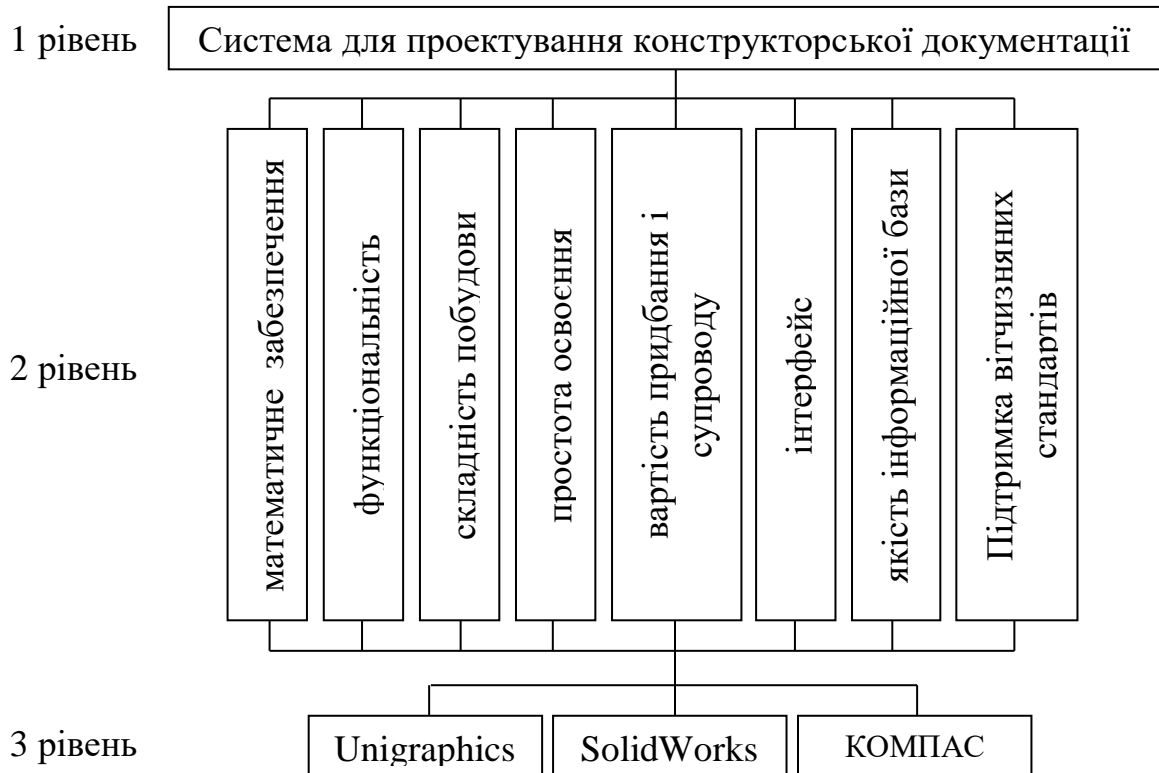 1 рівень
Система для проектування конструкторської документації
2 рівень
математичне забезпечення
функціональність
складність побудови
простота освоєння
вартість придбання і
супроводу
інтерфейс
якість інформаційної бази
Підтримка вітчизняних
стандартів
3 рівень
Unigraphics
SolidWorks
КОМПАС